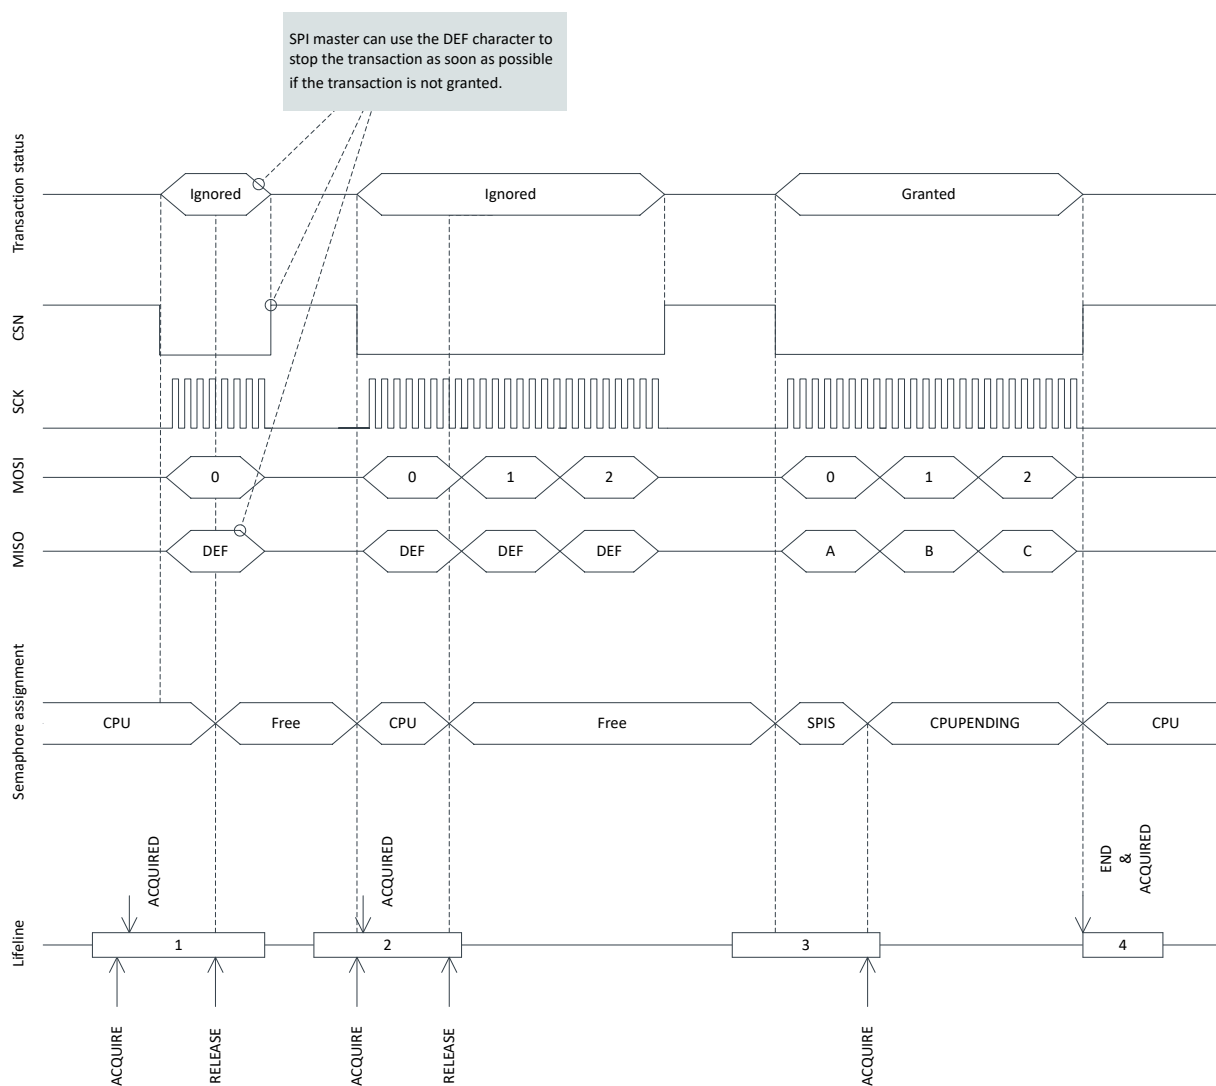 SPI master can use the DEF character to
stop the transaction as soon as possible
if the transaction is not granted.
Transaction status
Ignored
Ignored
Granted
CSN
SCK
MOSI
0
0
1
2
0
1
2
MISO
DEF
DEF
DEF
DEF
A
B
C
Semaphore assignment
CPU
Free
CPU
Free
SPIS
CPUPENDING
CPU
ACQUIRED
ACQUIRED
END
&
ACQUIRED
Lifeline
1
2
3
4
ACQUIRE
RELEASE
ACQUIRE
RELEASE
ACQUIRE